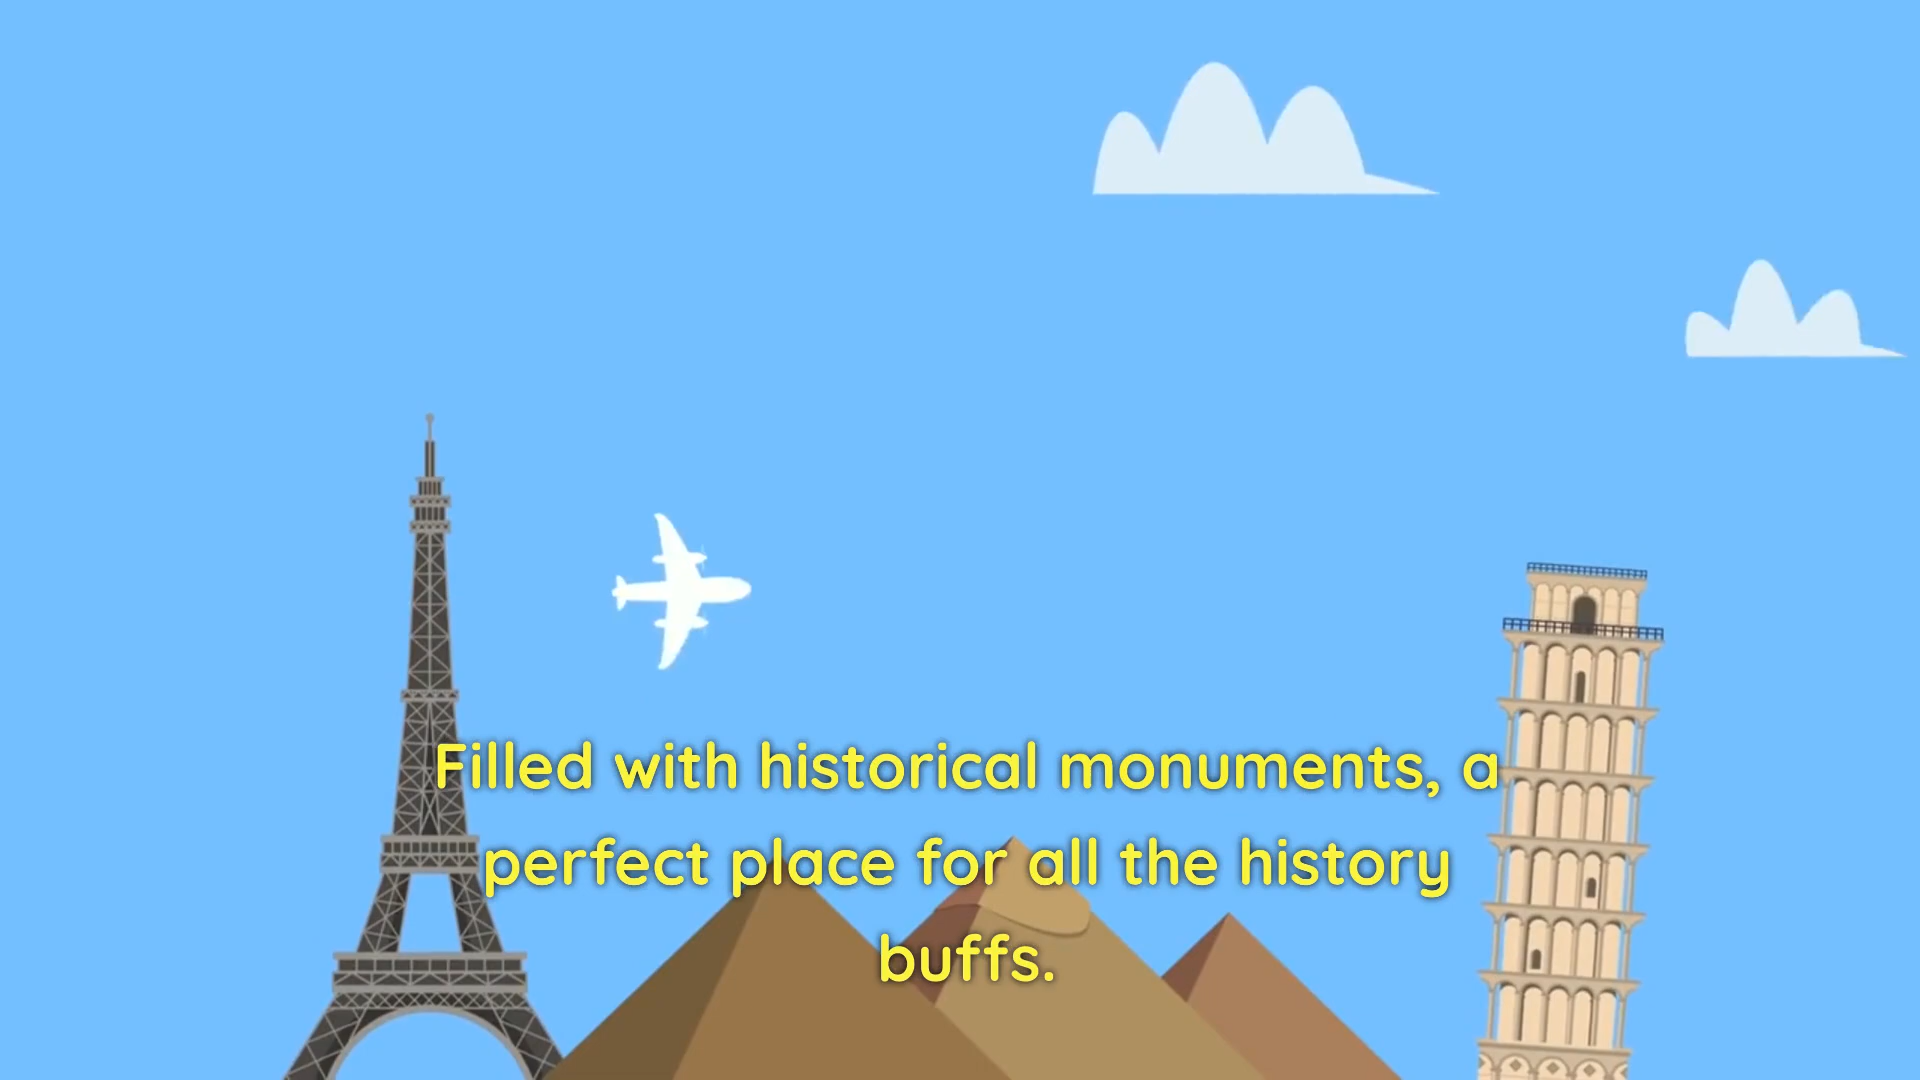 Filled with historical monuments, a
perfect place for all the history
buffs.